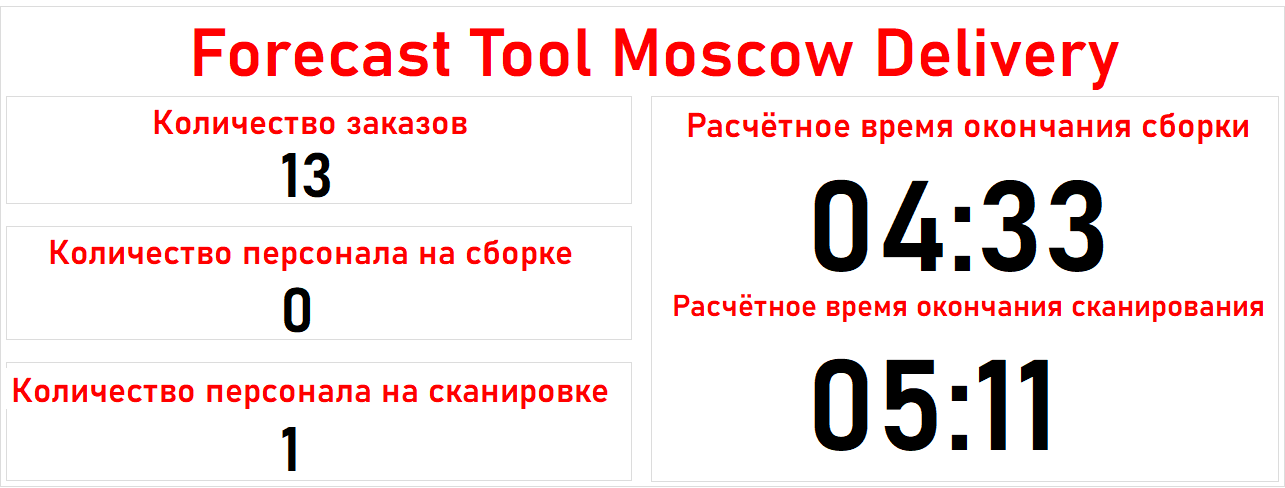 Forecast Tool Moscow Delivery
Количество заказов
13
Количество персонала на сборке
0
Количество персонала на сканировке
1
Расчётное время окончания сборки
04:33
Расчётное время окончания сканирования
05:11